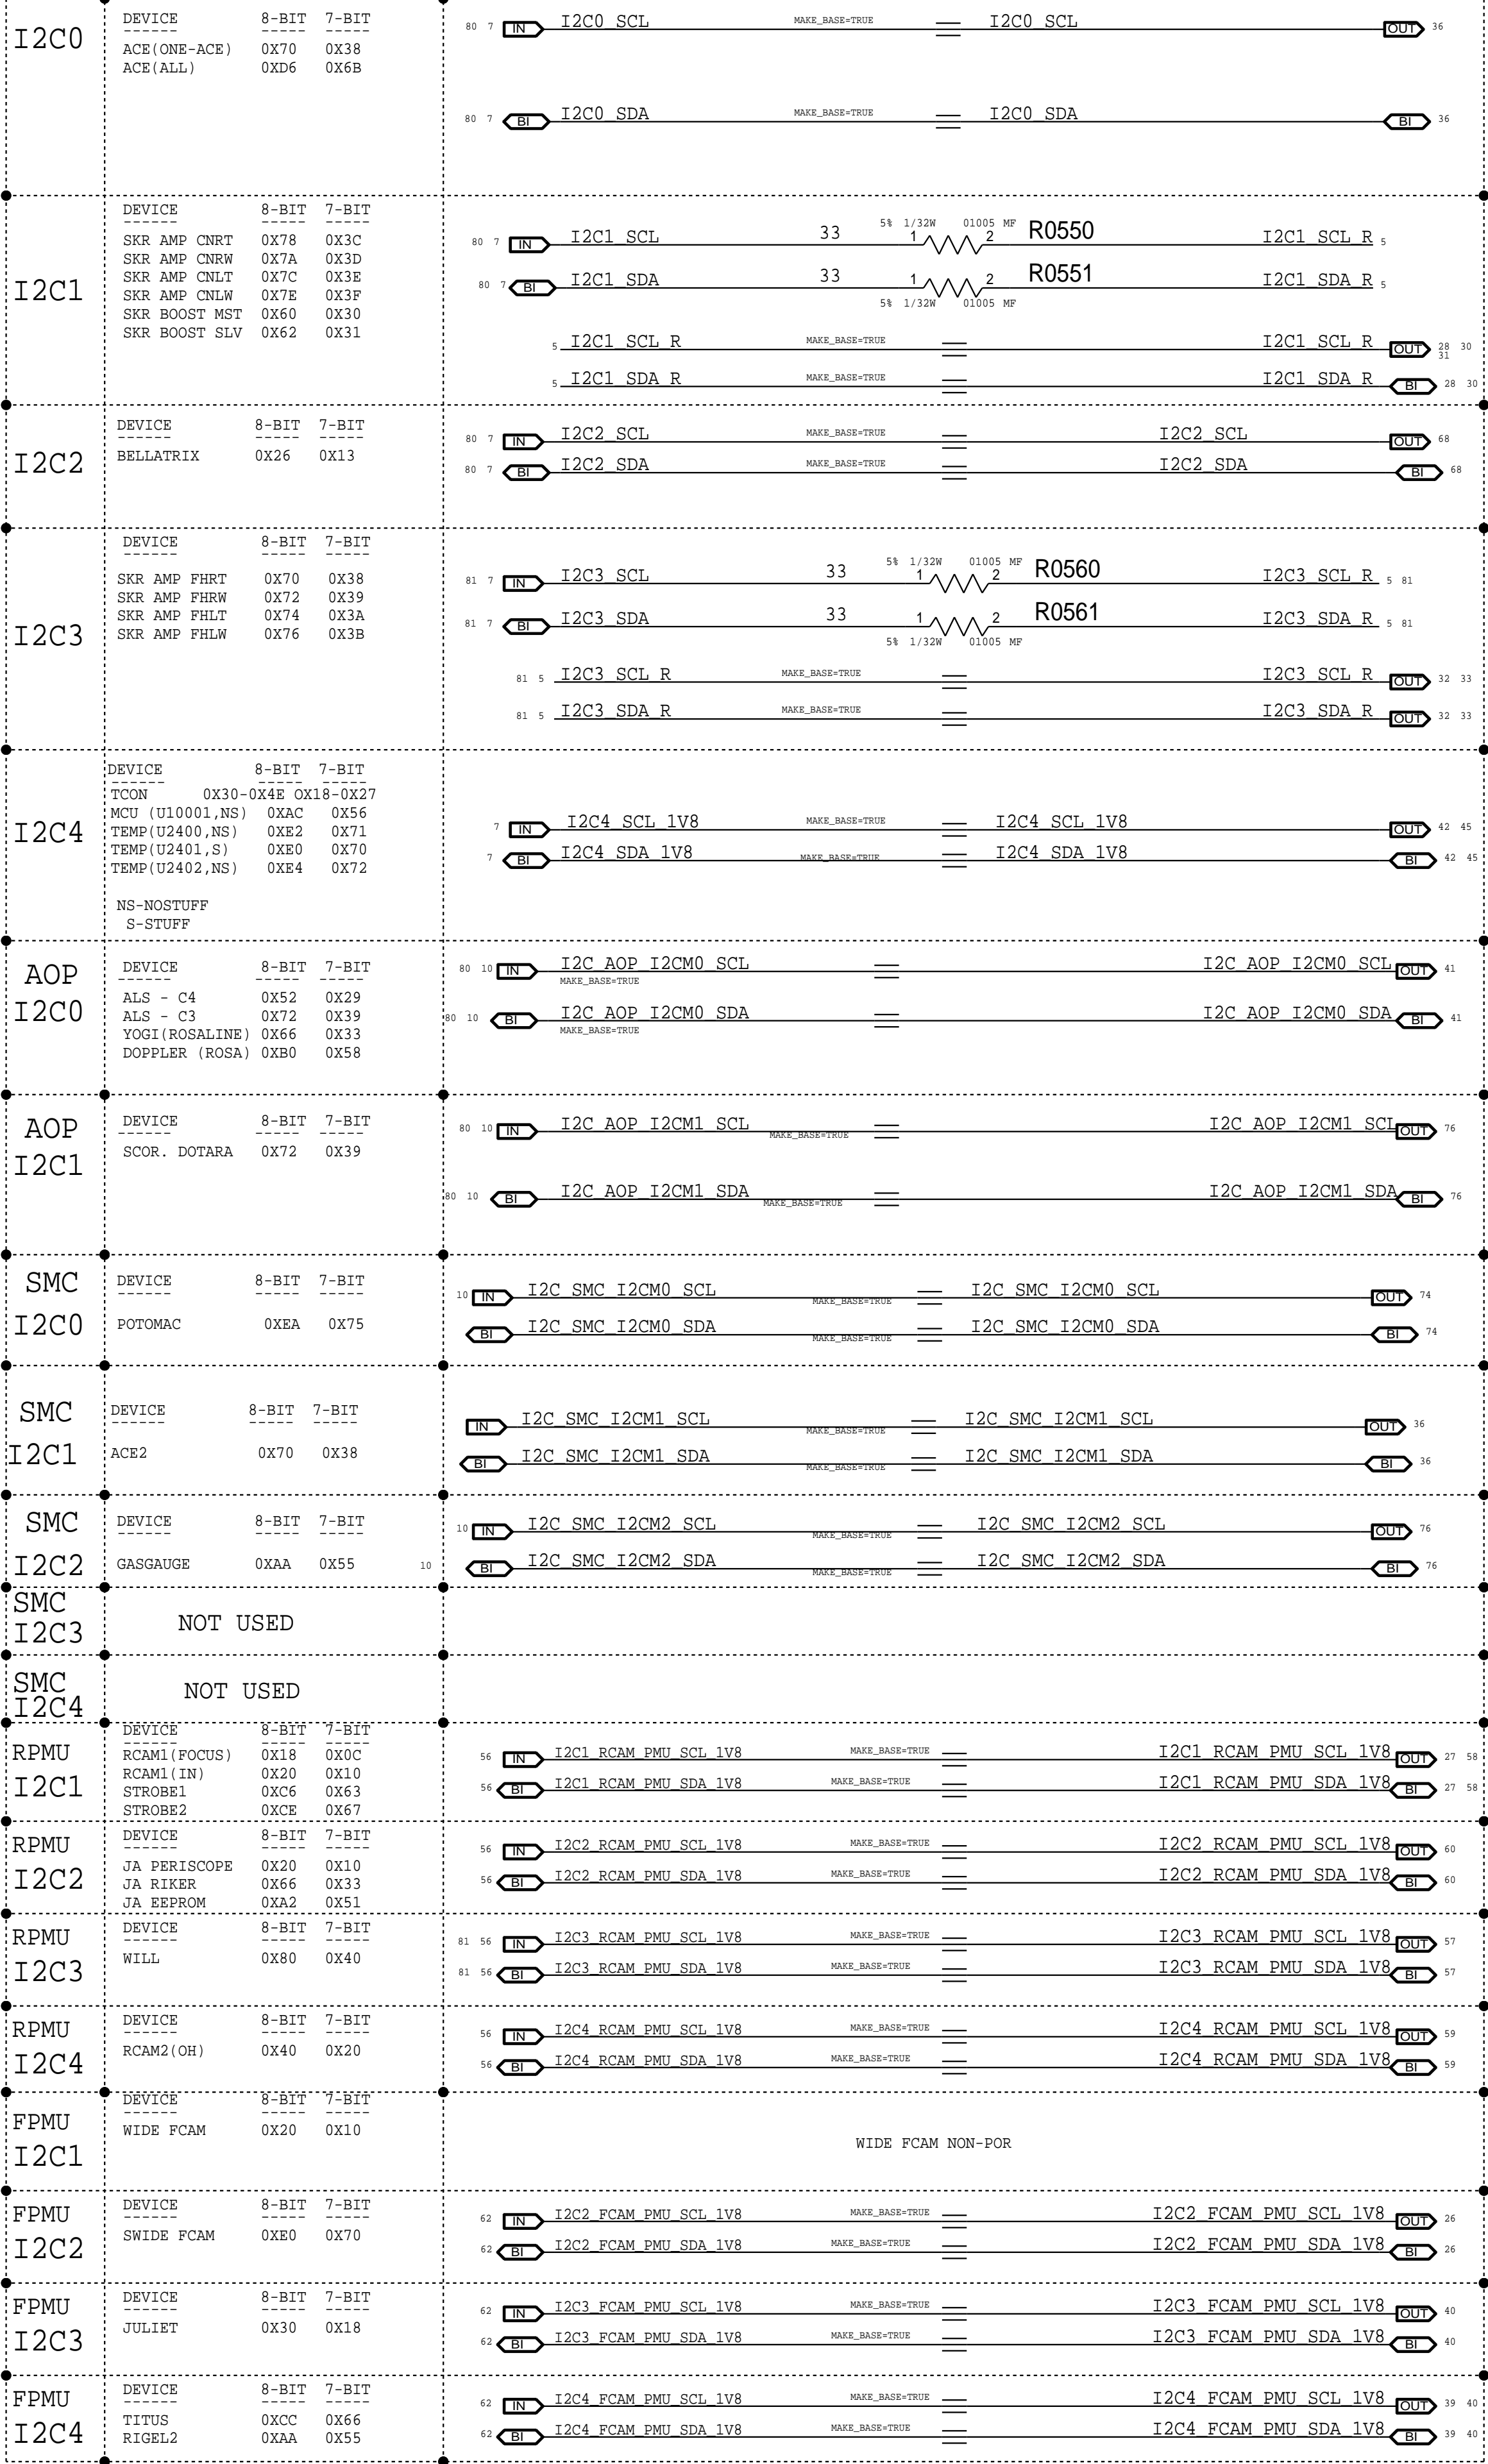 I2C0
DEVICE 8-BIT 7-BIT
------ ----- -----
ACE(ONE-ACE) 0X70 0X38
ACE(ALL) 0XD6 0X6B
80 7 IN I2C0_SCL MAKE_BASE=TRUE I2C0_SCL OUT 36
80 7 BI I2C0_SDA MAKE_BASE=TRUE I2C0_SDA BI 36
I2C1
DEVICE 8-BIT 7-BIT
------ ----- -----
SKR AMP CNRT 0X78 0X3C
SKR AMP CNRW 0X7A 0X3D
SKR AMP CNLT 0X7C 0X3E
SKR AMP CNLW 0X7E 0X3F
SKR BOOST MST 0X60 0X30
SKR BOOST SLV 0X62 0X31
5% 1/32W 01005 MF
80 7 IN I2C1_SCL 33 1 2 R0550 I2C1_SCL_R 5
80 7 BI I2C1_SDA 33 1 2 R0551 I2C1_SDA_R 5
5% 1/32W 01005 MF
5 I2C1_SCL_R MAKE_BASE=TRUE I2C1_SCL_R OUT 28 30
31
5 I2C1_SDA_R MAKE_BASE=TRUE I2C1_SDA_R BI 28 30
I2C2
DEVICE 8-BIT 7-BIT
------ ----- -----
BELLATRIX 0X26 0X13
80 7 IN I2C2_SCL MAKE_BASE=TRUE I2C2_SCL OUT 68
80 7 BI I2C2_SDA I2C2_SDA BI 68
I2C3
DEVICE 8-BIT 7-BIT
------ ----- -----
SKR AMP FHRT 0X70 0X38
SKR AMP FHRW 0X72 0X39
SKR AMP FHLT 0X74 0X3A
SKR AMP FHLW 0X76 0X3B
5% 1/32W 01005 MF
81 7 IN I2C3_SCL 33 1 2 R0560 I2C3_SCL_R 5 81
81 7 BI I2C3_SDA 33 1 2 R0561 I2C3_SDA_R 5 81
5% 1/32W 01005 MF
81 5 I2C3_SCL_R MAKE_BASE=TRUE I2C3_SCL_R OUT 32 33
81 5 I2C3_SDA_R MAKE_BASE=TRUE I2C3_SDA_R OUT 32 33
I2C4
DEVICE 8-BIT 7-BIT
------ ----- -----
TCON 0X30-0X4E OX18-0X27
MCU (U10001,NS) 0XAC 0X56
TEMP(U2400,NS) 0XE2 0X71
TEMP(U2401,S) 0XE0 0X70
TEMP(U2402,NS) 0XE4 0X72
NS-NOSTUFF
S-STUFF
7 IN I2C4_SCL_1V8 MAKE_BASE=TRUE I2C4_SCL_1V8 OUT 42 45
7 BI I2C4_SDA_1V8 MAKE_BASE=TRUE I2C4_SDA_1V8 BI 42 45
AOP
I2C0
DEVICE 8-BIT 7-BIT
------ ----- -----
ALS - C4 0X52 0X29
ALS - C3 0X72 0X39
YOGI(ROSALINE) 0X66 0X33
DOPPLER (ROSA) 0XB0 0X58
80 10 IN I2C_AOP_I2CM0_SCL I2C_AOP_I2CM0_SCL OUT 41
MAKE_BASE=TRUE
80 10 BI I2C_AOP_I2CM0_SDA I2C_AOP_I2CM0_SDA BI 41
MAKE_BASE=TRUE
AOP
I2C1
DEVICE 8-BIT 7-BIT
------ ----- -----
SCOR. DOTARA 0X72 0X39
80 10 IN I2C_AOP_I2CM1_SCL MAKE_BASE=TRUE I2C_AOP_I2CM1_SCL OUT 76
80 10 BI I2C_AOP_I2CM1_SDA MAKE_BASE=TRUE I2C_AOP_I2CM1_SDA BI 76
SMC
I2C0
DEVICE 8-BIT 7-BIT
------ ----- -----
POTOMAC 0XEA 0X75
10 IN I2C_SMC_I2CM0_SCL MAKE_BASE=TRUE I2C_SMC_I2CM0_SCL OUT 74
BI I2C_SMC_I2CM0_SDA MAKE_BASE=TRUE I2C_SMC_I2CM0_SDA BI 74
SMC
I2C1
DEVICE 8-BIT 7-BIT
------ ----- -----
ACE2 0X70 0X38
IN I2C_SMC_I2CM1_SCL MAKE_BASE=TRUE I2C_SMC_I2CM1_SCL OUT 36
BI I2C_SMC_I2CM1_SDA MAKE_BASE=TRUE I2C_SMC_I2CM1_SDA BI 36
SMC
I2C2
DEVICE 8-BIT 7-BIT
------ ----- -----
GASGAUGE 0XAA 0X55
10 IN I2C_SMC_I2CM2_SCL MAKE_BASE=TRUE I2C_SMC_I2CM2_SCL OUT 76
10 BI I2C_SMC_I2CM2_SDA MAKE_BASE=TRUE I2C_SMC_I2CM2_SDA BI 76
SMC
I2C3
NOT USED
SMC
I2C4
NOT USED
RPMU
I2C1
DEVICE 8-BIT 7-BIT
------ ----- -----
RCAM1(FOCUS) 0X18 0X0C
RCAM1(IN) 0X20 0X10
STROBE1 0XC6 0X63
STROBE2 0XCE 0X67
56 IN I2C1_RCAM_PMU_SCL_1V8 MAKE_BASE=TRUE I2C1_RCAM_PMU_SCL_1V8 OUT 27 58
56 BI I2C1_RCAM_PMU_SDA_1V8 MAKE_BASE=TRUE I2C1_RCAM_PMU_SDA_1V8 BI 27 58
RPMU
I2C2
DEVICE 8-BIT 7-BIT
------ ----- -----
JA PERISCOPE 0X20 0X10
JA RIKER 0X66 0X33
JA EEPROM 0XA2 0X51
56 IN I2C2_RCAM_PMU_SCL_1V8 MAKE_BASE=TRUE I2C2_RCAM_PMU_SCL_1V8 OUT 60
56 BI I2C2_RCAM_PMU_SDA_1V8 MAKE_BASE=TRUE I2C2_RCAM_PMU_SDA_1V8 BI 60
RPMU
I2C3
DEVICE 8-BIT 7-BIT
------ ----- -----
WILL 0X80 0X40
81 56 IN I2C3_RCAM_PMU_SCL_1V8 MAKE_BASE=TRUE I2C3_RCAM_PMU_SCL_1V8 OUT 57
81 56 BI I2C3_RCAM_PMU_SDA_1V8 MAKE_BASE=TRUE I2C3_RCAM_PMU_SDA_1V8 BI 57
RPMU
I2C4
DEVICE 8-BIT 7-BIT
------ ----- -----
RCAM2(OH) 0X40 0X20
56 IN I2C4_RCAM_PMU_SCL_1V8 MAKE_BASE=TRUE I2C4_RCAM_PMU_SCL_1V8 OUT 59
56 BI I2C4_RCAM_PMU_SDA_1V8 MAKE_BASE=TRUE I2C4_RCAM_PMU_SDA_1V8 BI 59
FPMU
I2C1
DEVICE 8-BIT 7-BIT
------ ----- -----
WIDE FCAM 0X20 0X10
WIDE FCAM NON-POR
FPMU
I2C2
DEVICE 8-BIT 7-BIT
------ ----- -----
SWIDE FCAM 0XE0 0X70
62 IN I2C2_FCAM_PMU_SCL_1V8 MAKE_BASE=TRUE I2C2_FCAM_PMU_SCL_1V8 OUT 26
62 BI I2C2_FCAM_PMU_SDA_1V8 MAKE_BASE=TRUE I2C2_FCAM_PMU_SDA_1V8 BI 26
FPMU
I2C3
DEVICE 8-BIT 7-BIT
------ ----- -----
JULIET 0X30 0X18
62 IN I2C3_FCAM_PMU_SCL_1V8 MAKE_BASE=TRUE I2C3_FCAM_PMU_SCL_1V8 OUT 40
62 BI I2C3_FCAM_PMU_SDA_1V8 MAKE_BASE=TRUE I2C3_FCAM_PMU_SDA_1V8 BI 40
FPMU
I2C4
DEVICE 8-BIT 7-BIT
------ ----- -----
TITUS 0XCC 0X66
RIGEL2 0XAA 0X55
62 IN I2C4_FCAM_PMU_SCL_1V8 MAKE_BASE=TRUE I2C4_FCAM_PMU_SCL_1V8 OUT 39 40
62 BI I2C4_FCAM_PMU_SDA_1V8 MAKE_BASE=TRUE I2C4_FCAM_PMU_SDA_1V8 BI 39 40